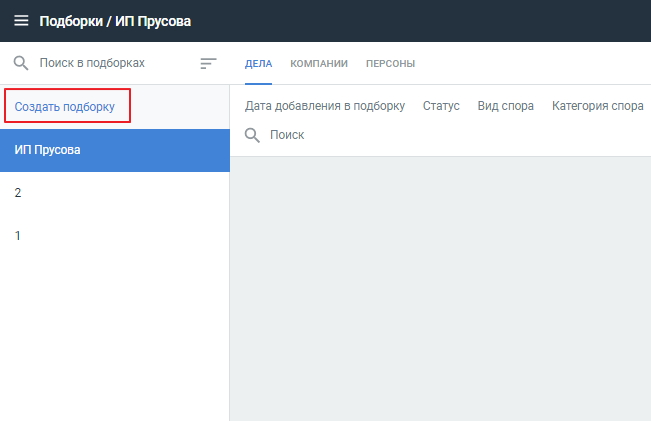 Подборки / ИП Прусова
Поиск в подборках
ДЕЛА КОМПАНИИ ПЕРСОНЫ
Создать подборку
Дата добавления в подборку Статус Вид спора Категория спора
Поиск
ИП Прусова
2
1